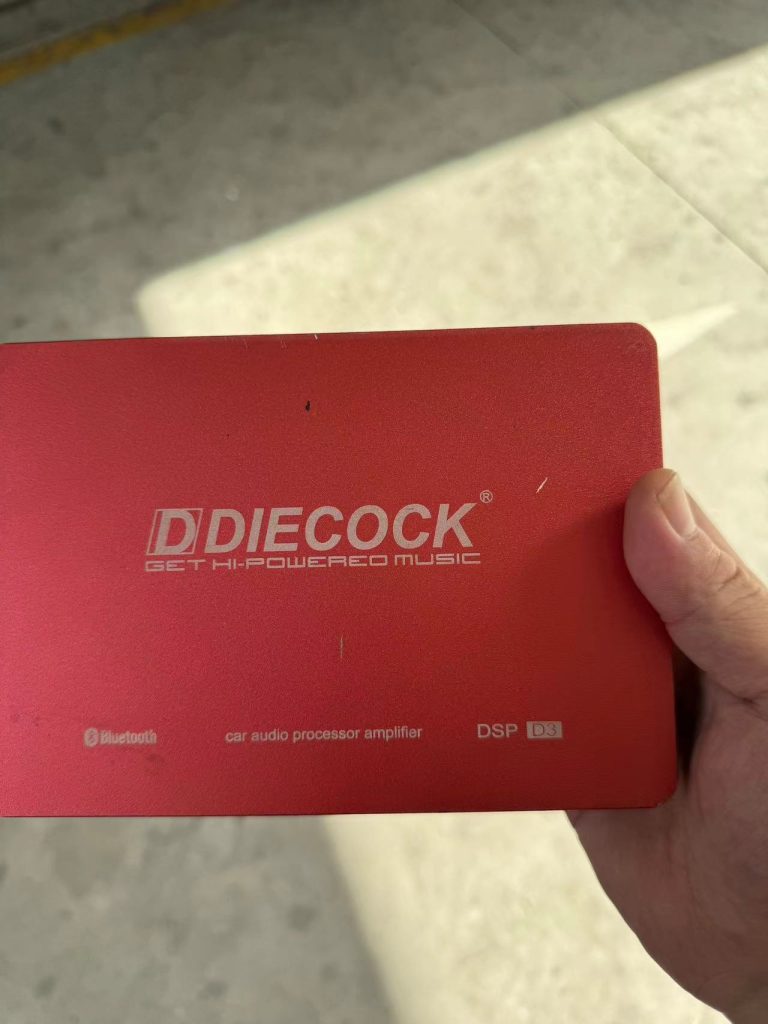 D DIECOCK®
GET HI-POWERED MUSIC
Bluetooth car audio processor amplifier DSP D3